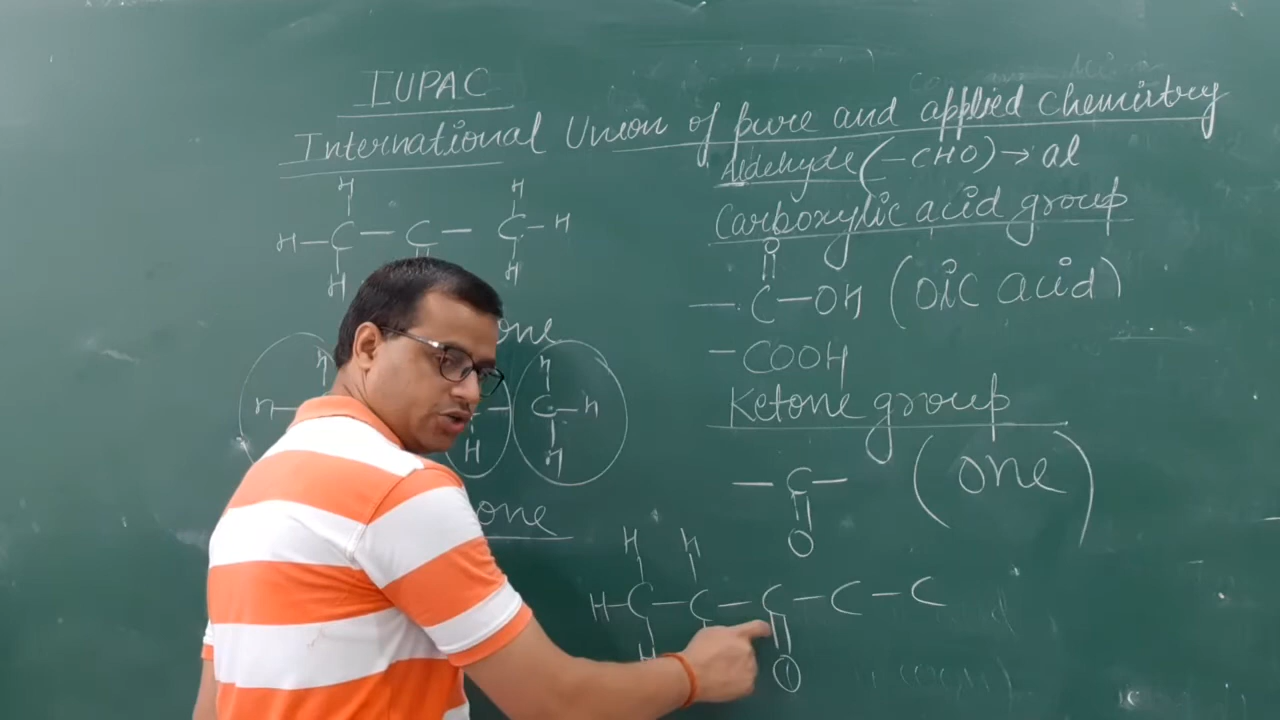 IUPAC
International Union of pure and applied Chemistry
Aldehyde (-CHO) → al
Carboxylic acid group
H H
H-C-C-C-H
H H
O
-C-OH (Oic acid)
-COOH
one
Ketone group
H H
H C-H
H H
-C- (one)
O
one
H H
H-C-C-C-C-C
H
O